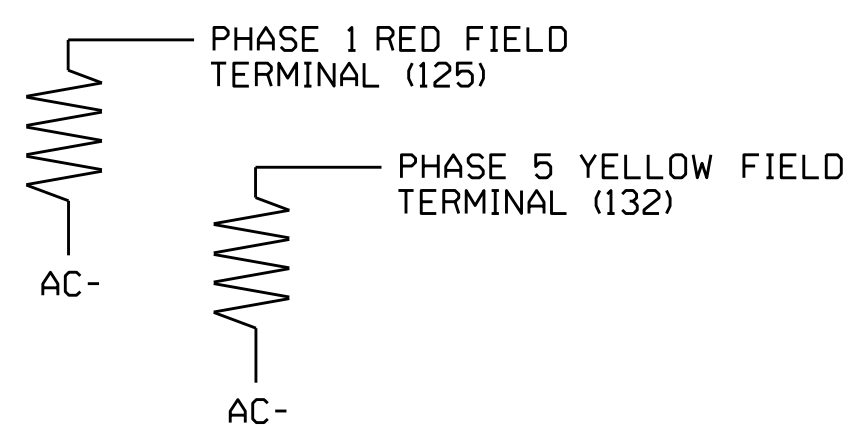 PHASE 1 RED FIELD
TERMINAL (125)
AC-
PHASE 5 YELLOW FIELD
TERMINAL (132)
AC-